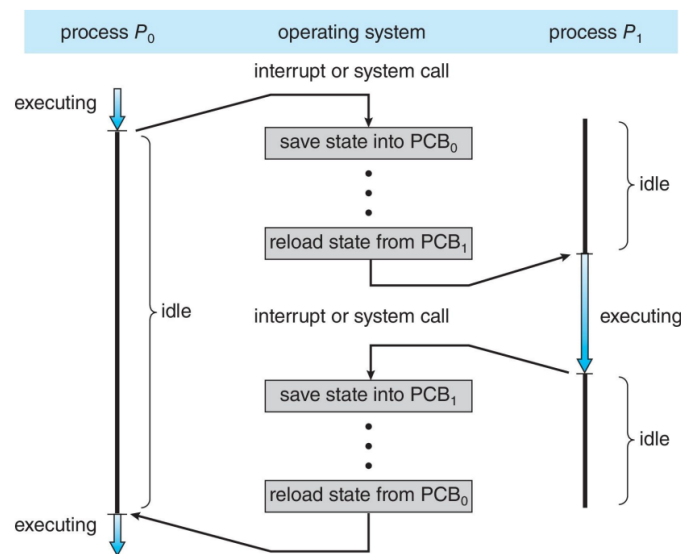 process P₀ operating system process P₁
interrupt or system call
executing
save state into PCB₀
idle
reload state from PCB₁
idle
interrupt or system call
executing
save state into PCB₁
idle
reload state from PCB₀
executing